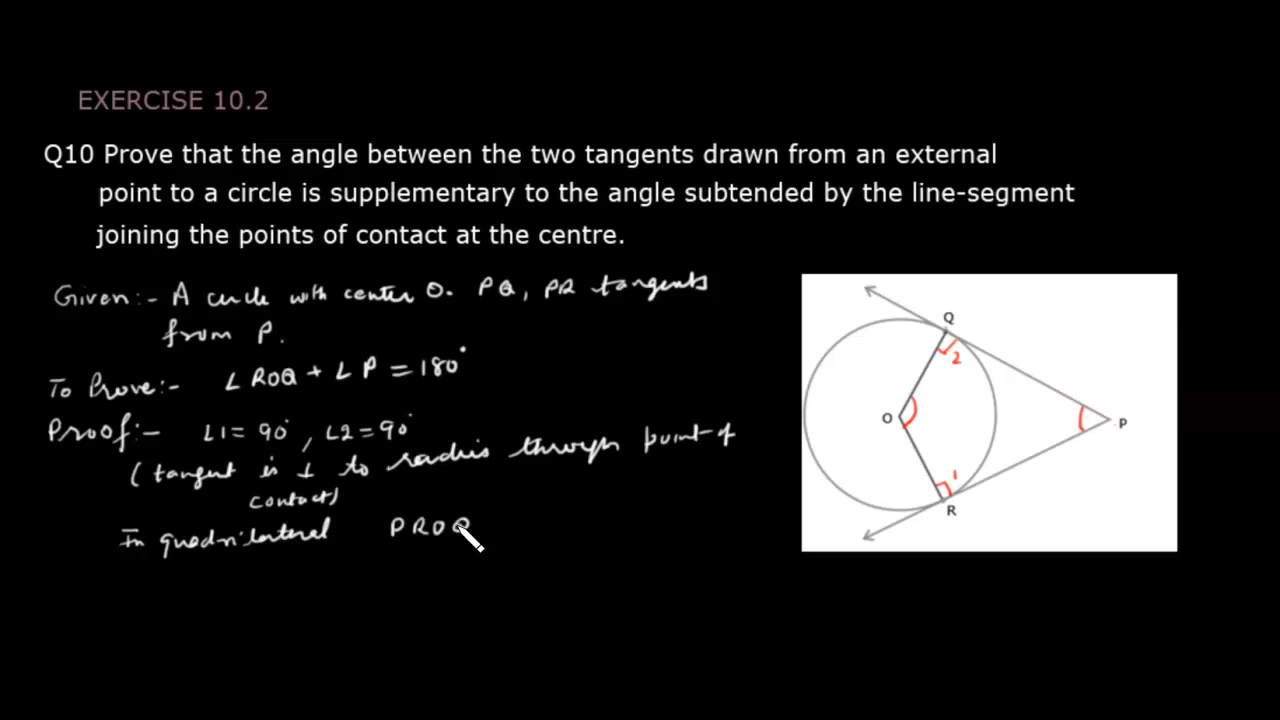 EXERCISE 10.2
Q10 Prove that the angle between the two tangents drawn from an external
point to a circle is supplementary to the angle subtended by the line-segment
joining the points of contact at the centre.
Given:- A circle with center O. PQ, PR tangents
from P.
To Prove:- ∠ROQ + ∠P = 180°
Proof:- ∠1 = 90°, ∠2 = 90°
(tangent is ⊥ to radius through point of
contact)
In quadrilateral PROQ
Q
2
O
P
1
R